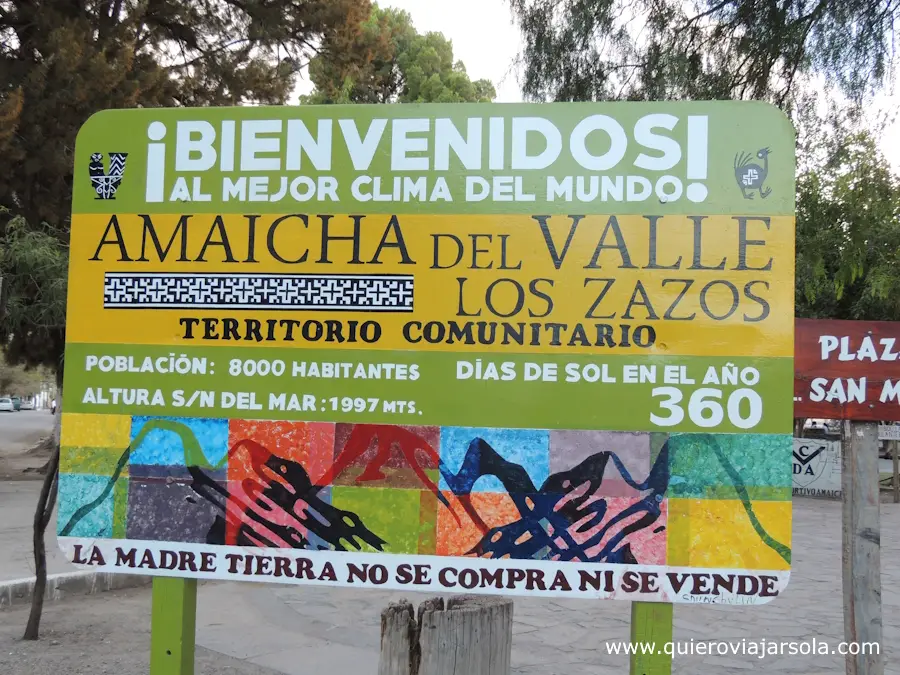 ¡BIENVENIDOS!
AL MEJOR CLIMA DEL MUNDO
AMAICHA DEL VALLE
LOS ZAZOS
TERRITORIO COMUNITARIO
POBLACIÓN: 8000 HABITANTES
ALTURA S/N DEL MAR: 1997 MTS.
DÍAS DE SOL EN EL AÑO
360
LA MADRE TIERRA NO SE COMPRA NI SE VENDE
PLAZA
SAN M
C
D A
www.quieroviajarsola.com